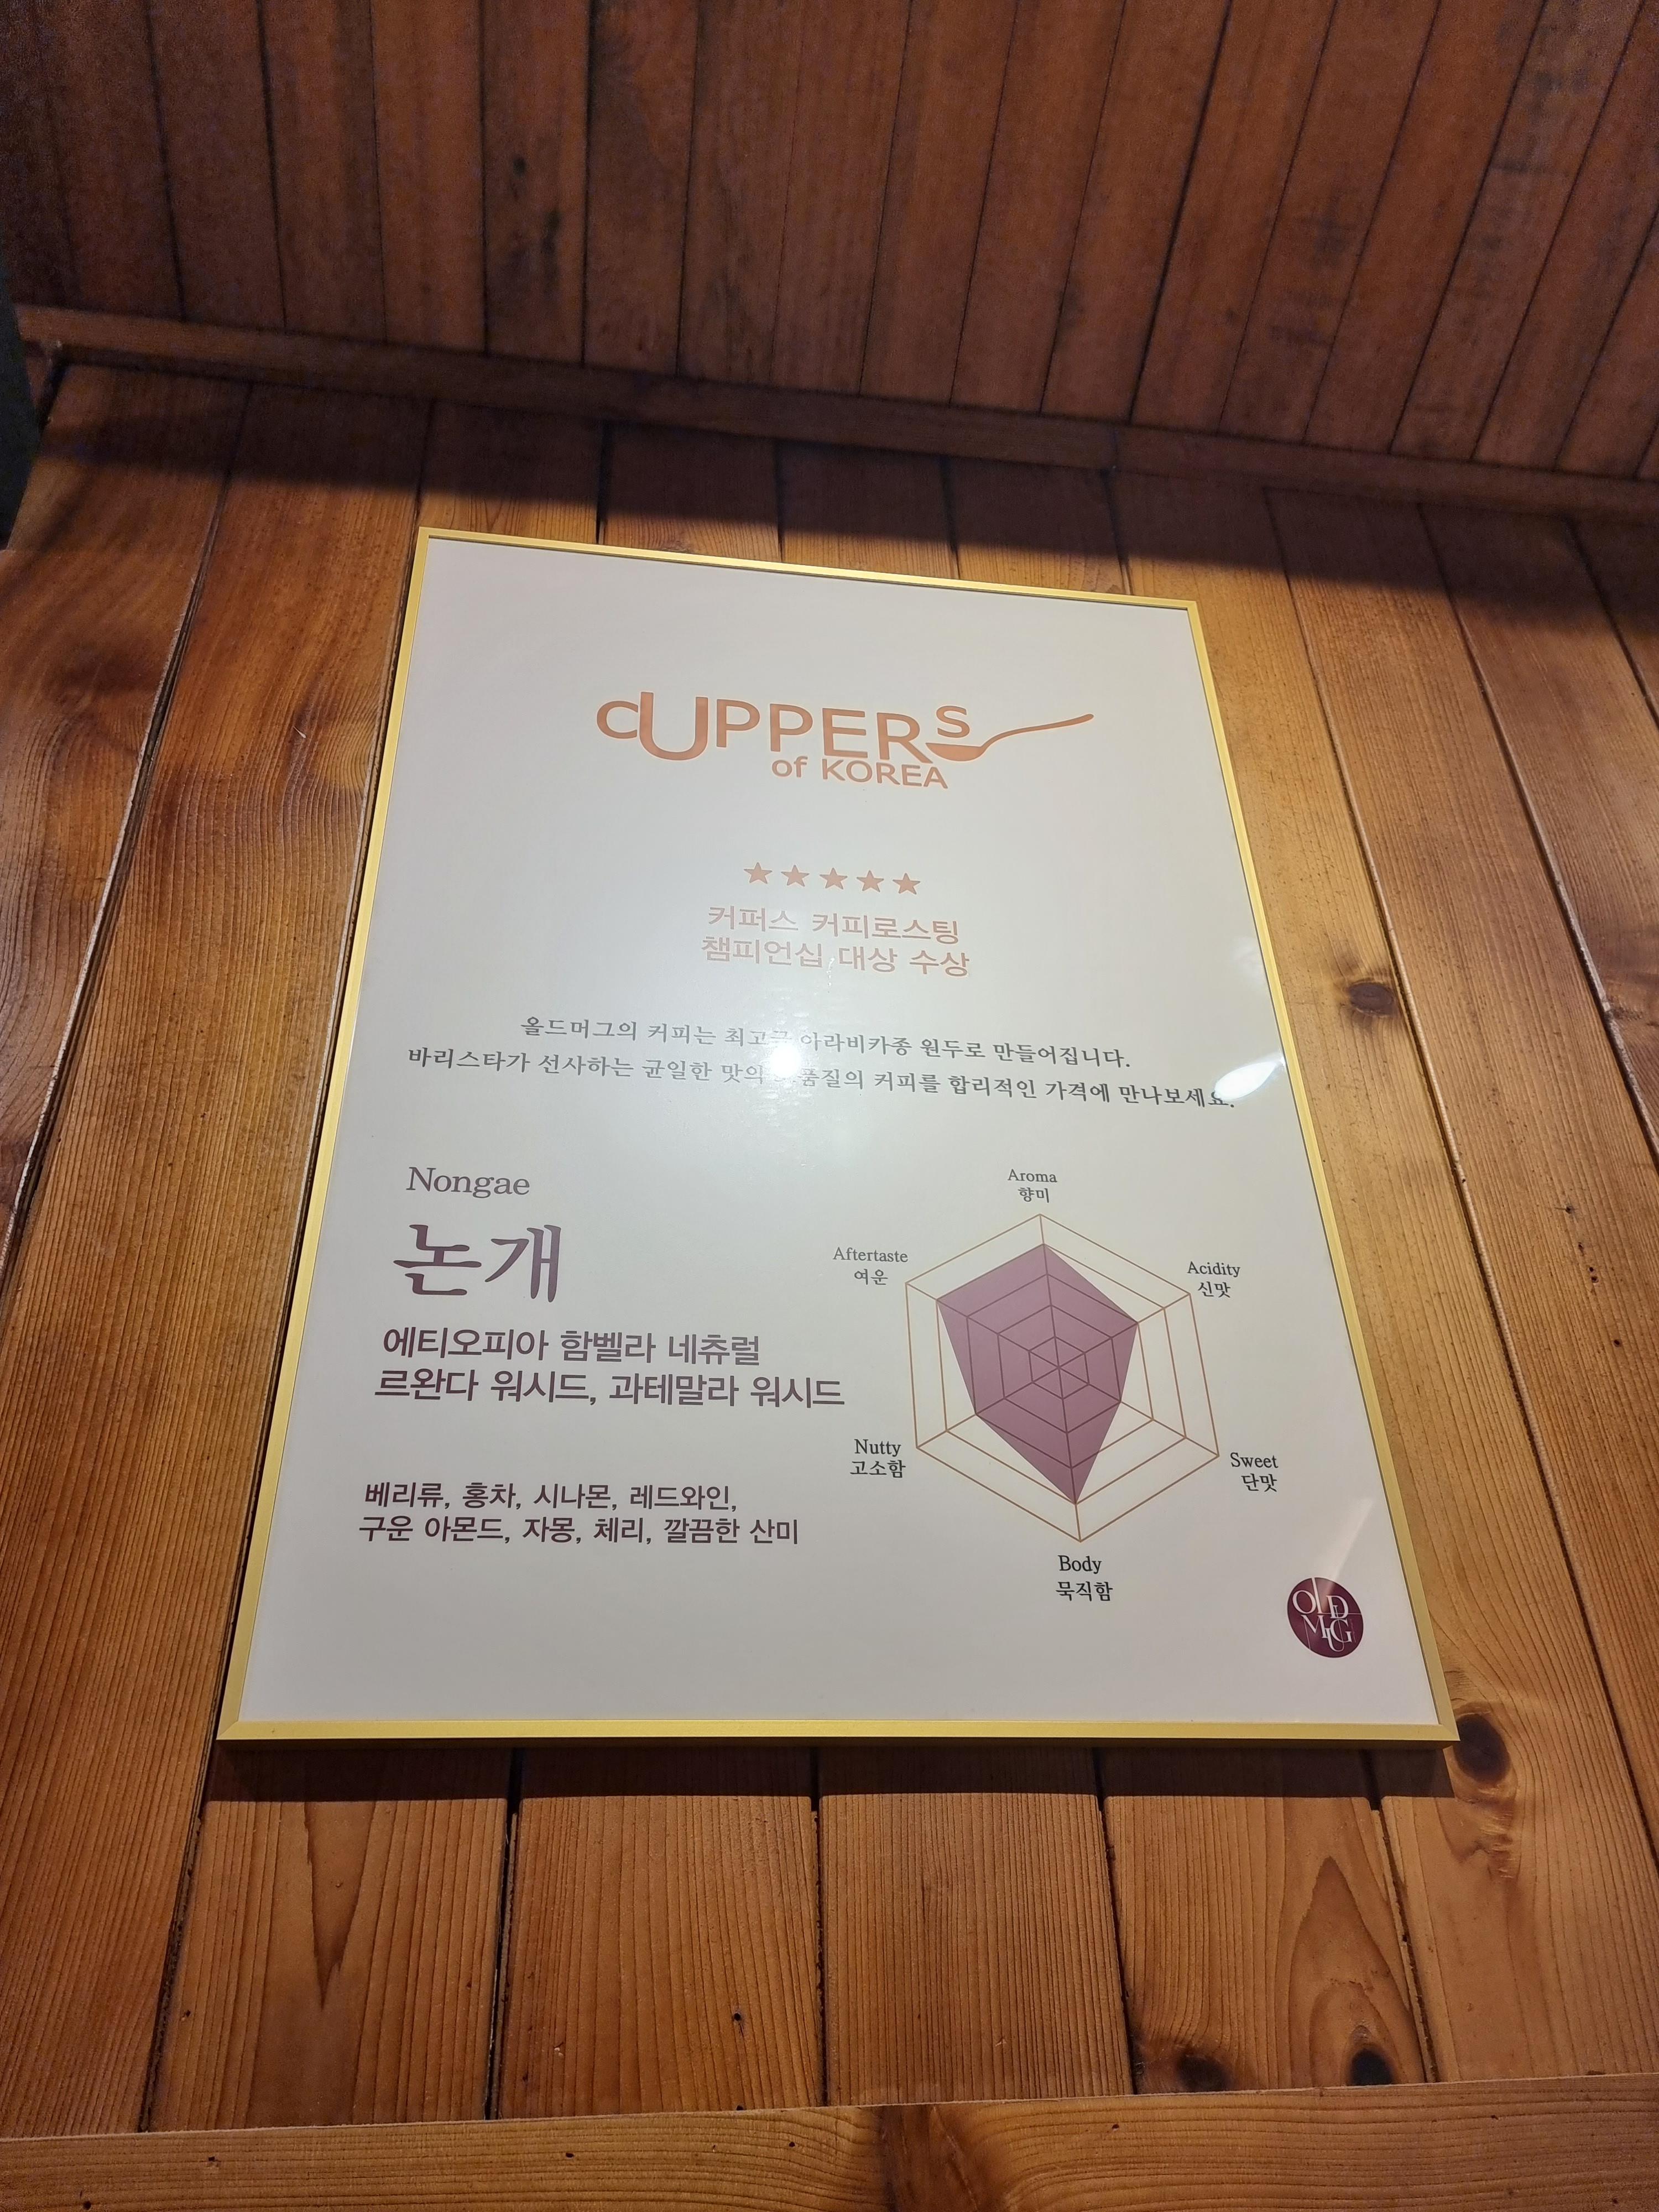 CUPPERS
of KOREA
★★★★★
커퍼스 커피로스팅
챔피언십 대상 수상
올드머그의 커피는 최고급 아라비카종 원두로 만들어집니다.
바리스타가 선사하는 균일한 맛의 품질의 커피를 합리적인 가격에 만나보세요.
Nongae
논개
에티오피아 함벨라 네츄럴
르완다 워시드, 과테말라 워시드
베리류, 홍차, 시나몬, 레드와인,
구운 아몬드, 자몽, 체리, 깔끔한 산미
Aroma
향미
Acidity
신맛
Sweet
단맛
Body
묵직함
Nutty
고소함
Aftertaste
여운
OLD
MUG